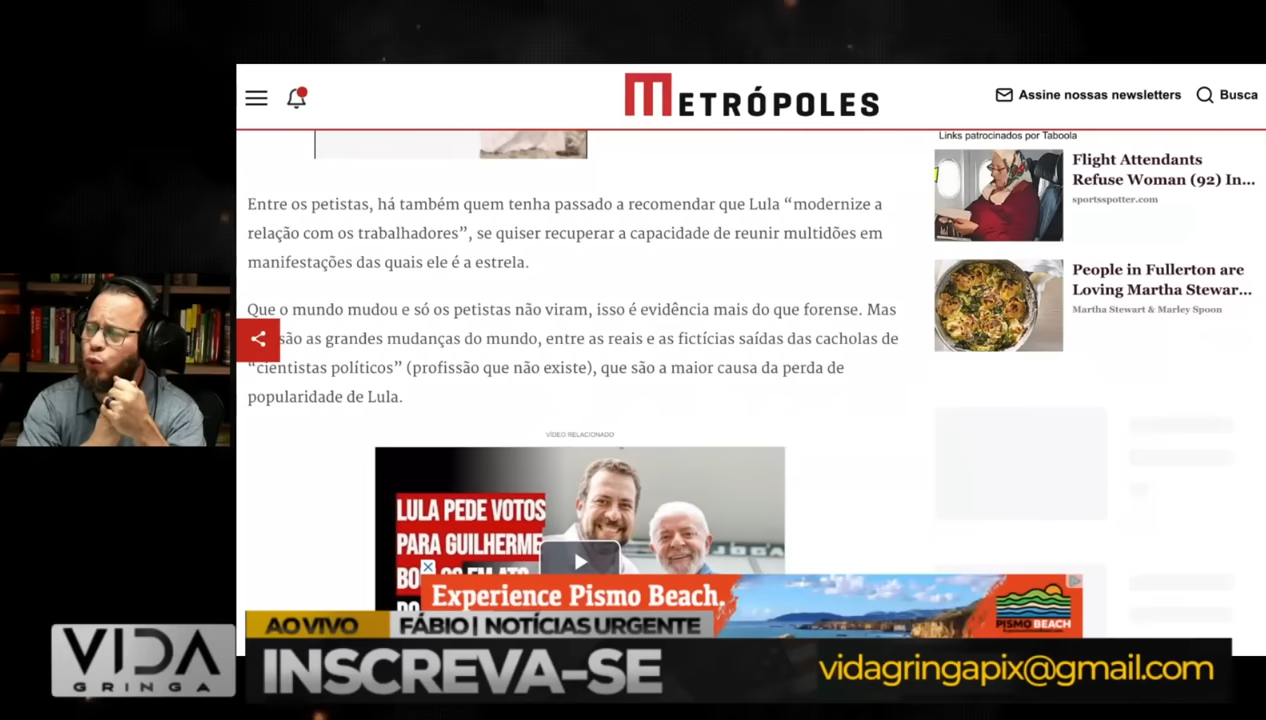 METRÓPOLES
Assine nossas newsletters
Busca
Entre os petistas, há também quem tenha passado a recomendar que Lula “modernize a
relação com os trabalhadores”, se quiser recuperar a capacidade de reunir multidões em
manifestações das quais ele é a estrela.
Que o mundo mudou e só os petistas não viram, isso é evidência mais do que forense. Mas
são as grandes mudanças do mundo, entre as reais e as fictícias saídas das cacholas de
“cientistas políticos” (profissão que não existe), que são a maior causa da perda de
popularidade de Lula.
VÍDEO RELACIONADO
LULA PEDE VOTOS
PARA GUILHERME
Links patrocinados por Taboola
Flight Attendants
Refuse Woman (92) In...
sportsspotter.com
People in Fullerton are
Loving Martha Stewar...
Martha Stewart & Marley Spoon
Experience Pismo Beach.
PISMO BEACH
AO VIVO
FÁBIO | NOTÍCIAS URGENTE
VIDA
GRINGA
INSCREVA-SE
vidagringapix@gmail.com